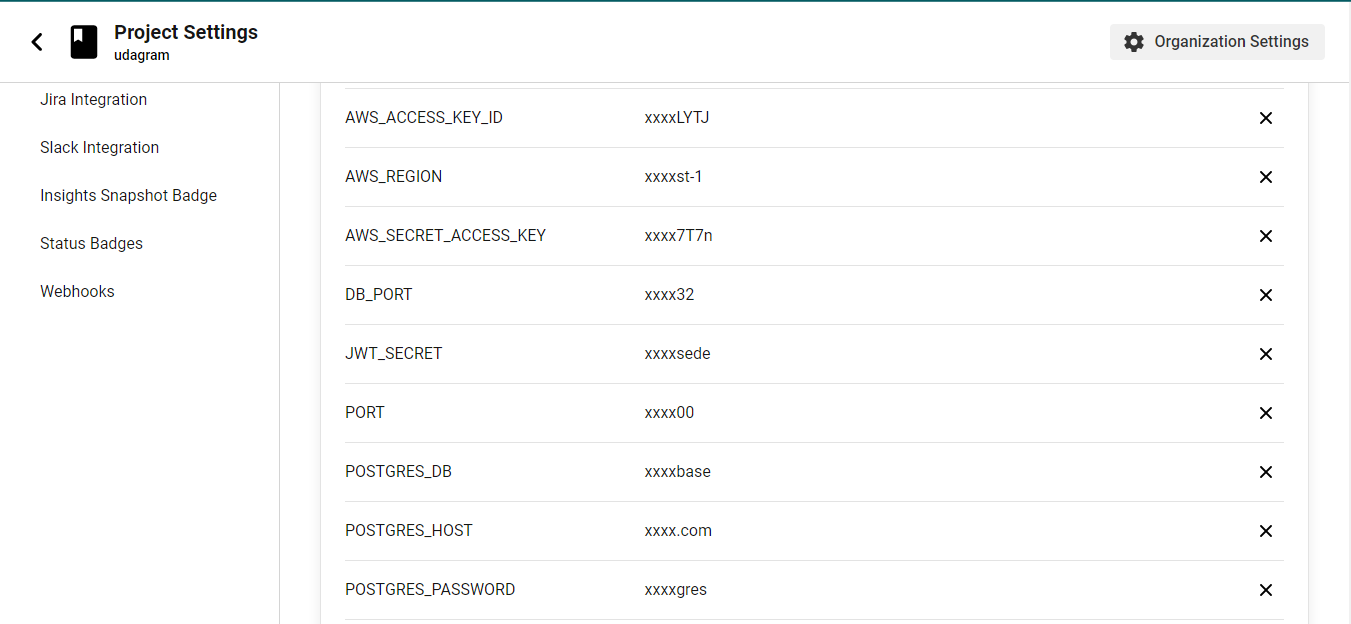 Project Settings
udagram
Organization Settings
Jira Integration
Slack Integration
Insights Snapshot Badge
Status Badges
Webhooks
AWS_ACCESS_KEY_ID xxxxLYTJ
AWS_REGION xxxxst-1
AWS_SECRET_ACCESS_KEY xxxx7T7n
DB_PORT xxxx32
JWT_SECRET xxxxsede
PORT xxxx00
POSTGRES_DB xxxxbase
POSTGRES_HOST xxxx.com
POSTGRES_PASSWORD xxxxgres